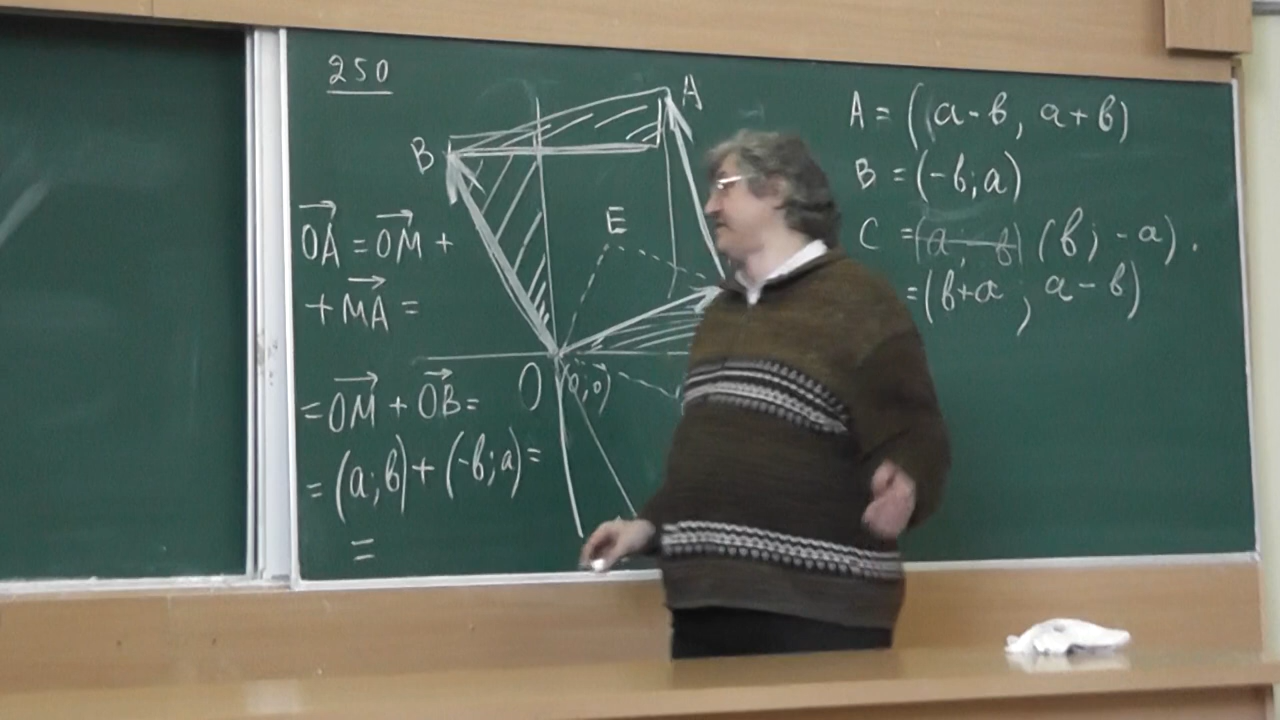 250
A
B
E
O (0;0)
OA = OM +
+ MA =
= OM + OB =
= (a;в) + (-в;a) =
=
A = (a-в, a+в)
B = (-в;a)
C = (a; -в) (в; -a).
= (в+a, a-в)